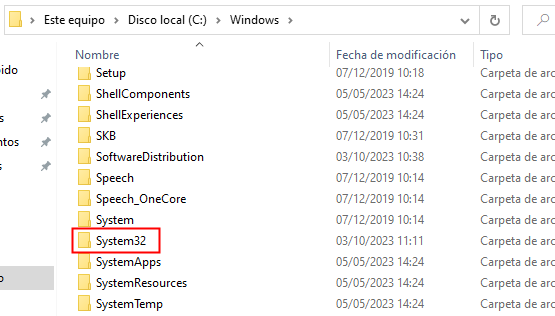 Este equipo > Disco local (C:) > Windows >
Nombre Fecha de modificación Tipo
Setup 07/12/2019 10:18 Carpeta de arc
ShellComponents 05/05/2023 14:24 Carpeta de arc
ShellExperiences 05/05/2023 14:24 Carpeta de arc
SKB 07/12/2019 10:31 Carpeta de arc
SoftwareDistribution 03/10/2023 10:38 Carpeta de arc
Speech 07/12/2019 10:14 Carpeta de arc
Speech_OneCore 07/12/2019 10:14 Carpeta de arc
System 07/12/2019 10:14 Carpeta de arc
System32 03/10/2023 11:11 Carpeta de arc
SystemApps 05/05/2023 14:24 Carpeta de arc
SystemResources 05/05/2023 14:24 Carpeta de arc
SystemTemp 05/05/2023 14:24 Carpeta de arc